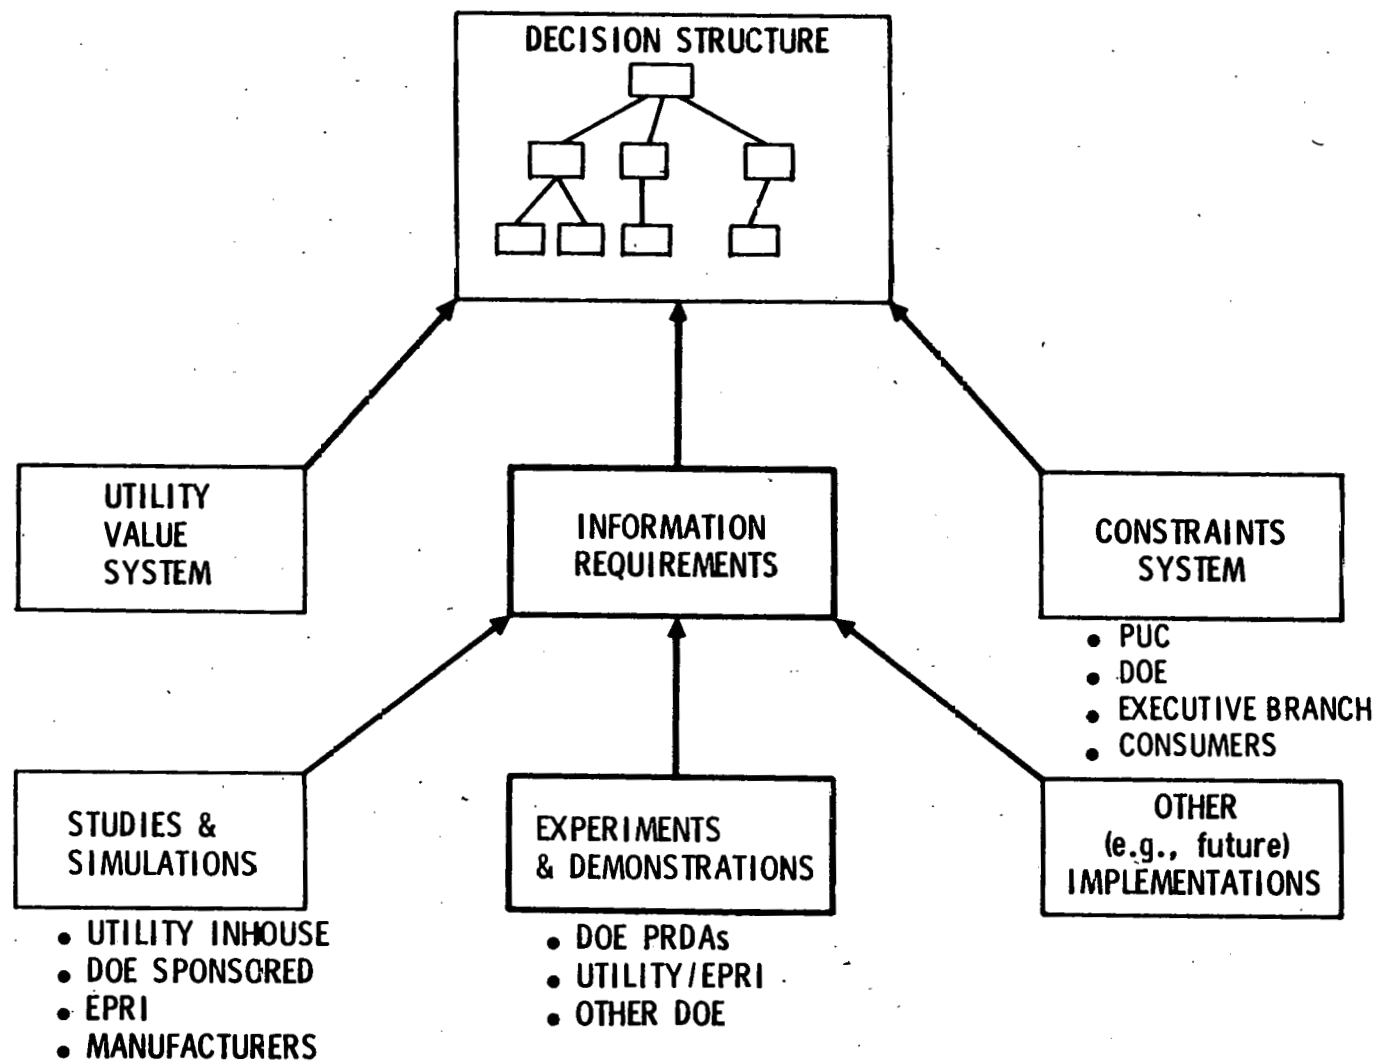 DECISION STRUCTURE
UTILITY
VALUE
SYSTEM
INFORMATION
REQUIREMENTS
CONSTRAINTS
SYSTEM
• PUC
• DOE
• EXECUTIVE BRANCH
• CONSUMERS
STUDIES &
SIMULATIONS
• UTILITY INHOUSE
• DOE SPONSORED
• EPRI
• MANUFACTURERS
EXPERIMENTS
& DEMONSTRATIONS
• DOE PRDAs
• UTILITY/EPRI
• OTHER DOE
OTHER
(e.g., future)
IMPLEMENTATIONS